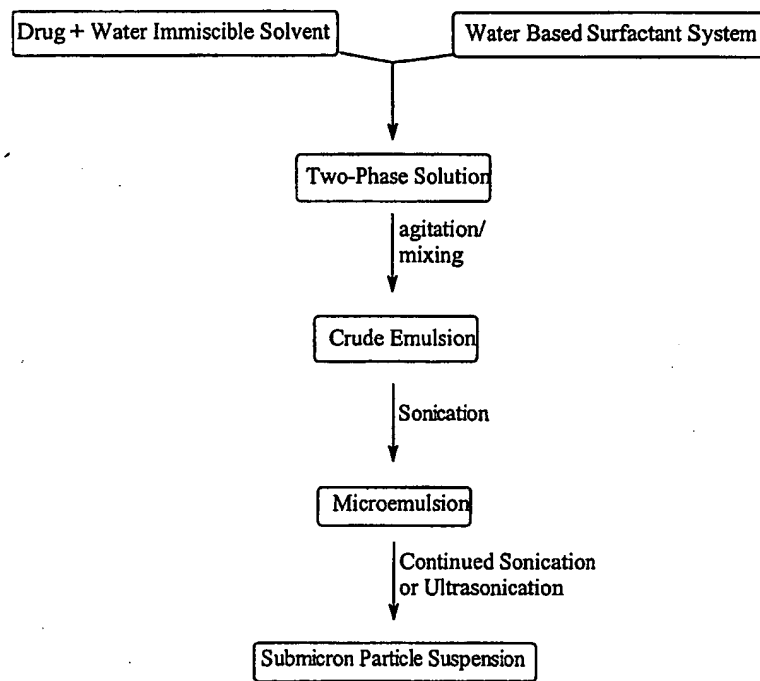 Drug + Water Immiscible Solvent
Water Based Surfactant System
Two-Phase Solution
agitation/
mixing
Crude Emulsion
Sonication
Microemulsion
Continued Sonication
or Ultrasonication
Submicron Particle Suspension